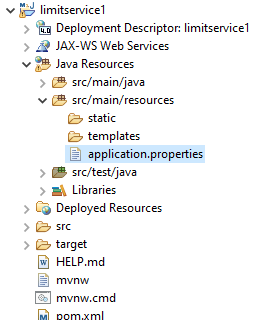 limitservice1
Deployment Descriptor: limitservice1
JAX-WS Web Services
Java Resources
src/main/java
src/main/resources
static
templates
application.properties
src/test/java
Libraries
Deployed Resources
src
target
HELP.md
mvnw
mvnw.cmd
pom.xml